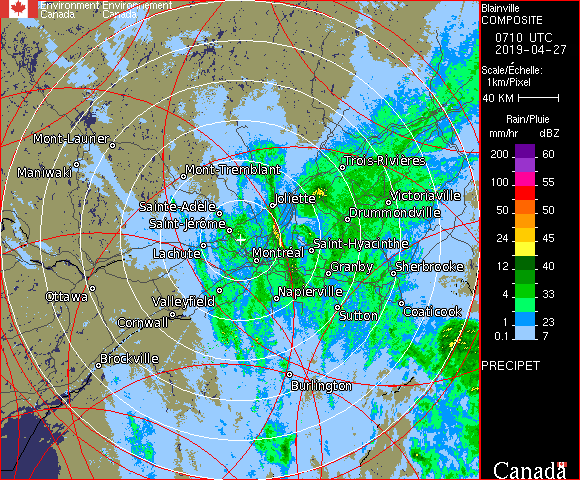 Environment Environnement
Canada Canada
Blainville
COMPOSITE
0710 UTC
2019-04-27
Scale/Échelle:
1km/Pixel
40 KM
Rain/Pluie
mm/hr dBZ
200 60
100 55
50 50
24 45
12 40
4 33
1 23
0.1 7
PRECIPET
Canada
Mont-Laurier
Maniwaki
Mont-Tremblant
Trois-Rivières
Joliette
Victoriaville
Sainte-Adèle
Drummondville
Saint-Jérôme
Lachute
Montréal
Saint-Hyacinthe
Granby
Sherbrooke
Ottawa
Valleyfield
Napierville
Coaticook
Cornwall
Sutton
Brockville
Burlington